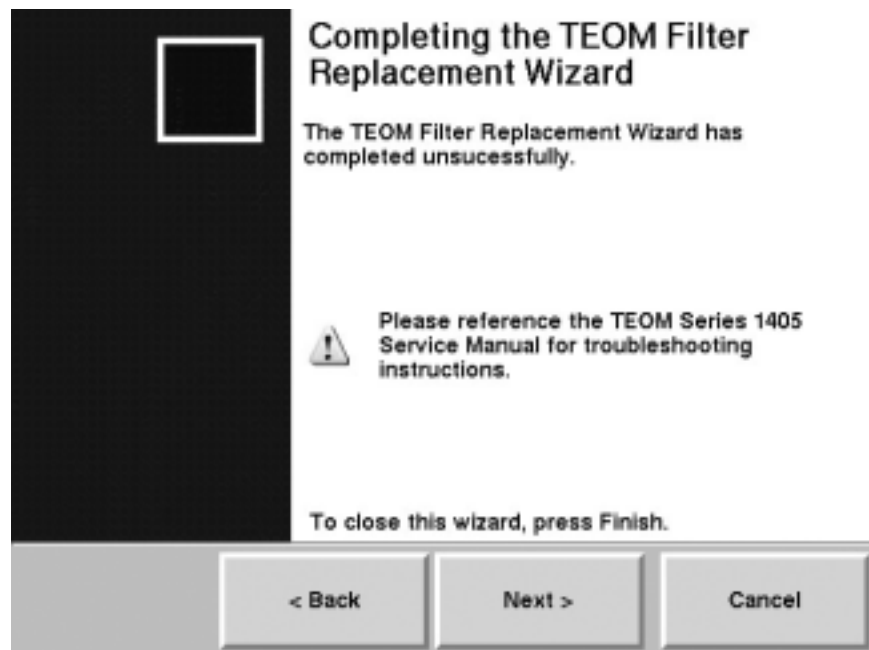 Completing the TEOM Filter
Replacement Wizard
The TEOM Filter Replacement Wizard has
completed unsucessfully.
Please reference the TEOM Series 1405
Service Manual for troubleshooting
instructions.
To close this wizard, press Finish.
< Back
Next >
Cancel